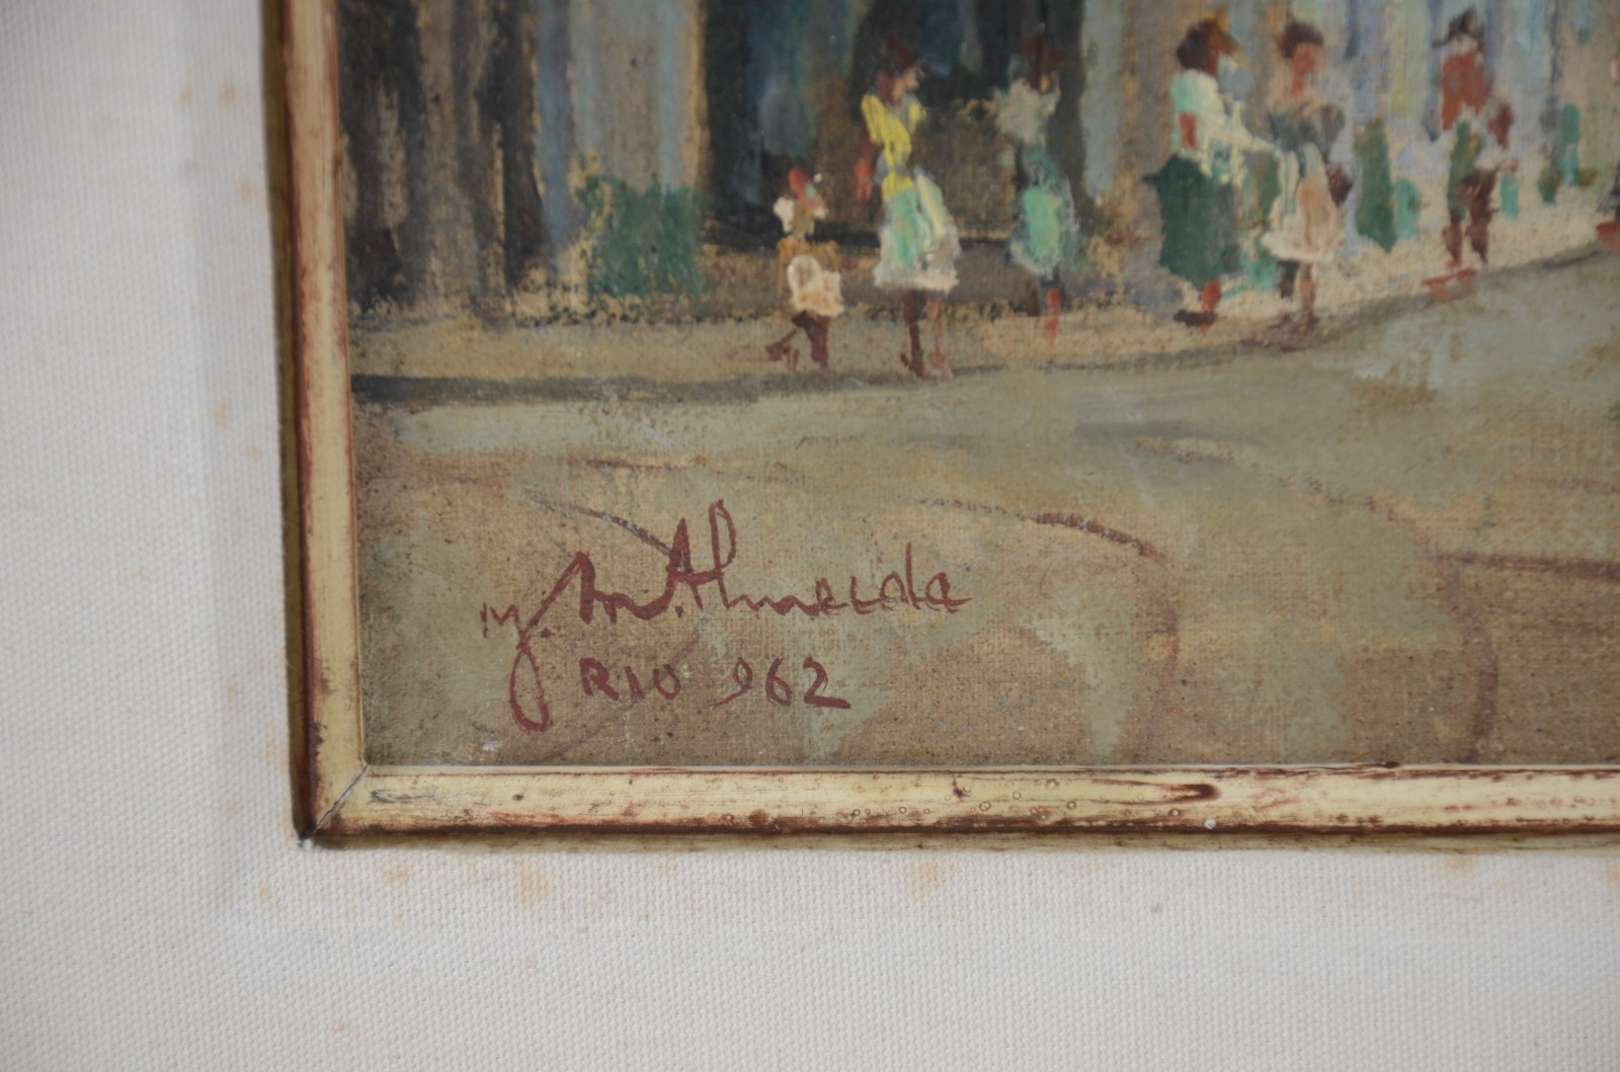 J. M. Almeida
RIO 962